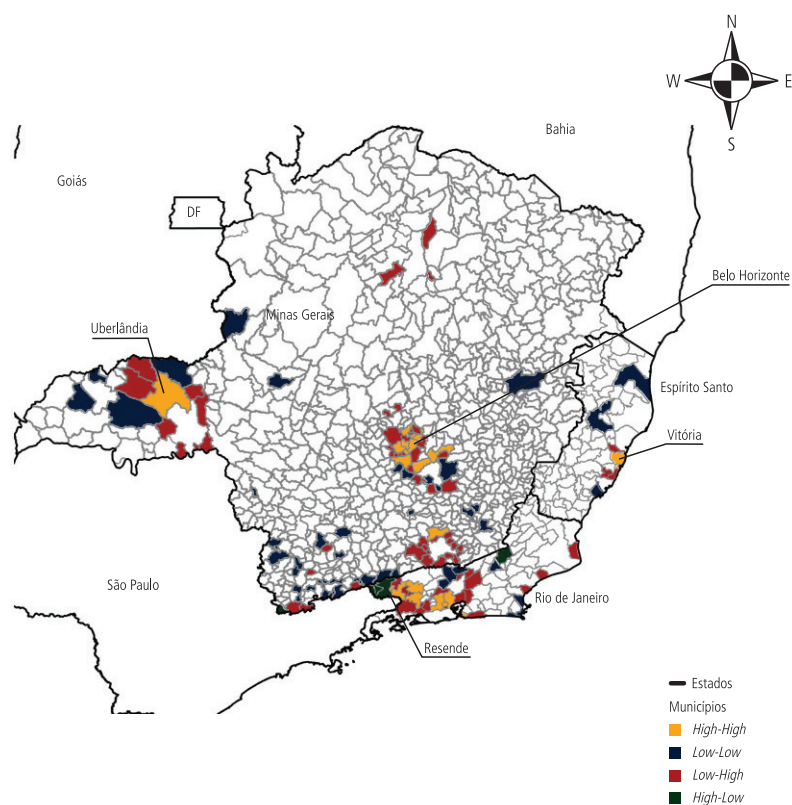 N
W
E
S
Bahia
Goiás
DF
Belo Horizonte
Minas Gerais
Uberlândia
Espírito Santo
Vitória
São Paulo
Rio de Janeiro
Resende
Estados
Municípios
High-High
Low-Low
Low-High
High-Low